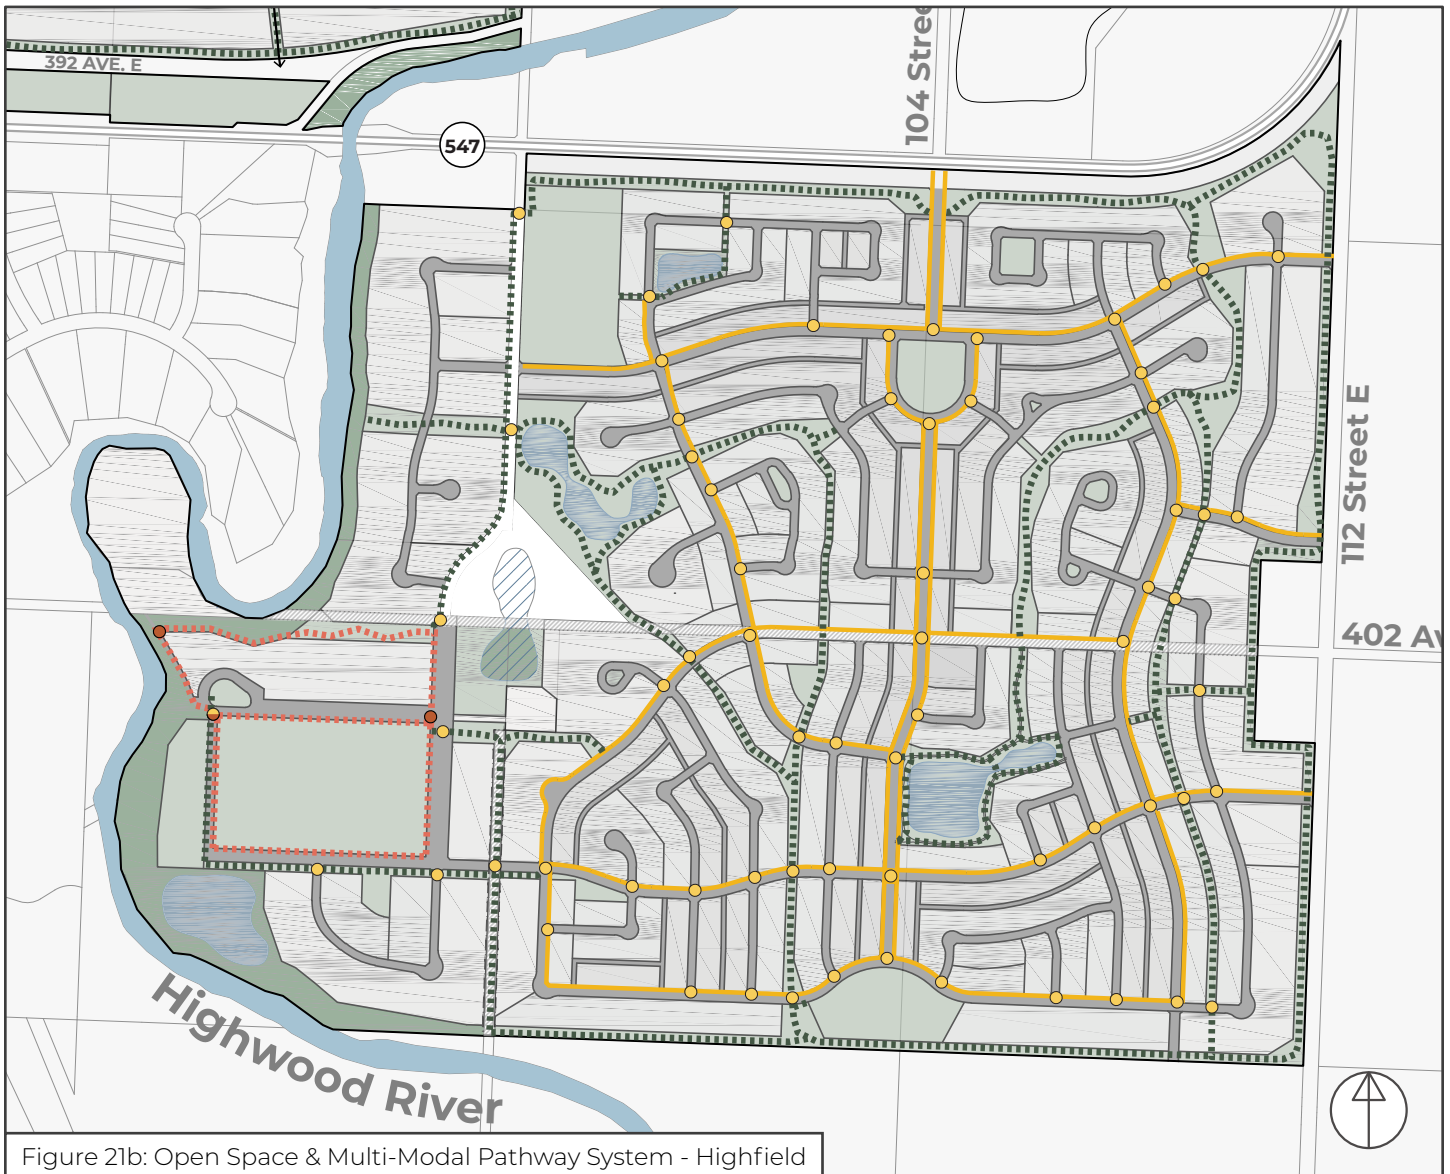 392 AVE. E
547
104 Stree
112 Street E
402 Av
Highwood River
Figure 21b: Open Space & Multi-Modal Pathway System - Highfield